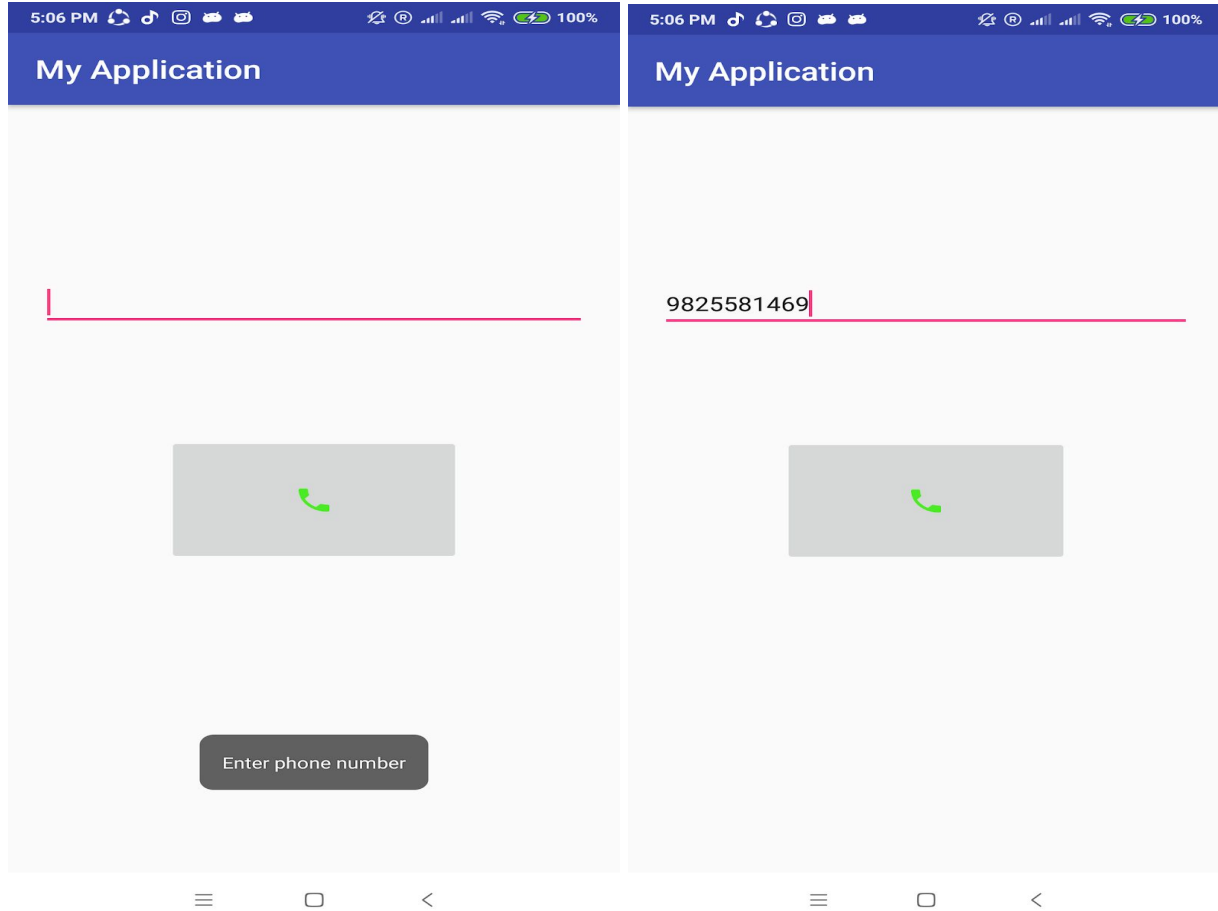 5:06 PM
® 100%
My Application
Enter phone number
5:06 PM
® 100%
My Application
9825581469